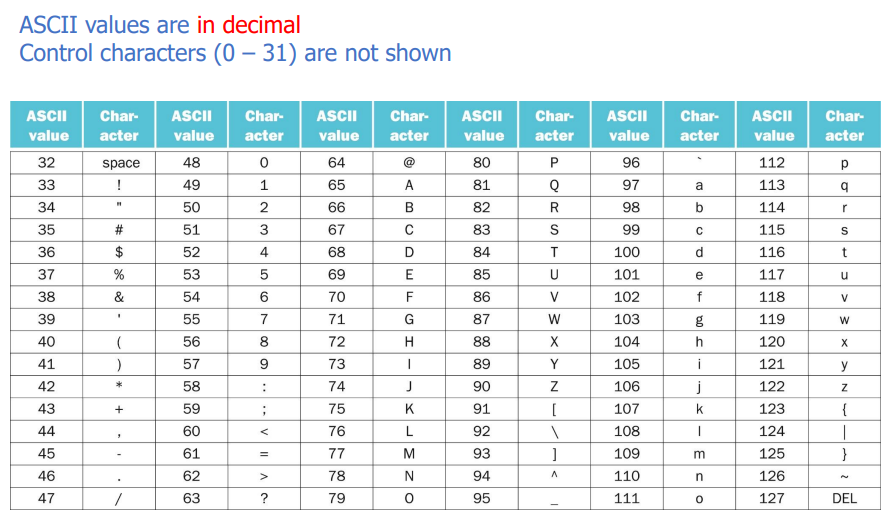 ASCII values are in decimal
Control characters (0 – 31) are not shown
ASCII value Char- acter ASCII value Char- acter ASCII value Char- acter ASCII value Char- acter ASCII value Char- acter ASCII value Char- acter
32 space 48 0 64 @ 80 P 96 ` 112 p
33 ! 49 1 65 A 81 Q 97 a 113 q
34 " 50 2 66 B 82 R 98 b 114 r
35 # 51 3 67 C 83 S 99 c 115 s
36 $ 52 4 68 D 84 T 100 d 116 t
37 % 53 5 69 E 85 U 101 e 117 u
38 & 54 6 70 F 86 V 102 f 118 v
39 ' 55 7 71 G 87 W 103 g 119 w
40 ( 56 8 72 H 88 X 104 h 120 x
41 ) 57 9 73 I 89 Y 105 i 121 y
42 * 58 : 74 J 90 Z 106 j 122 z
43 + 59 ; 75 K 91 [ 107 k 123 {
44 , 60 < 76 L 92 \ 108 l 124 |
45 - 61 = 77 M 93 ] 109 m 125 }
46 . 62 > 78 N 94 ^ 110 n 126 ~
47 / 63 ? 79 O 95 _ 111 o 127 DEL